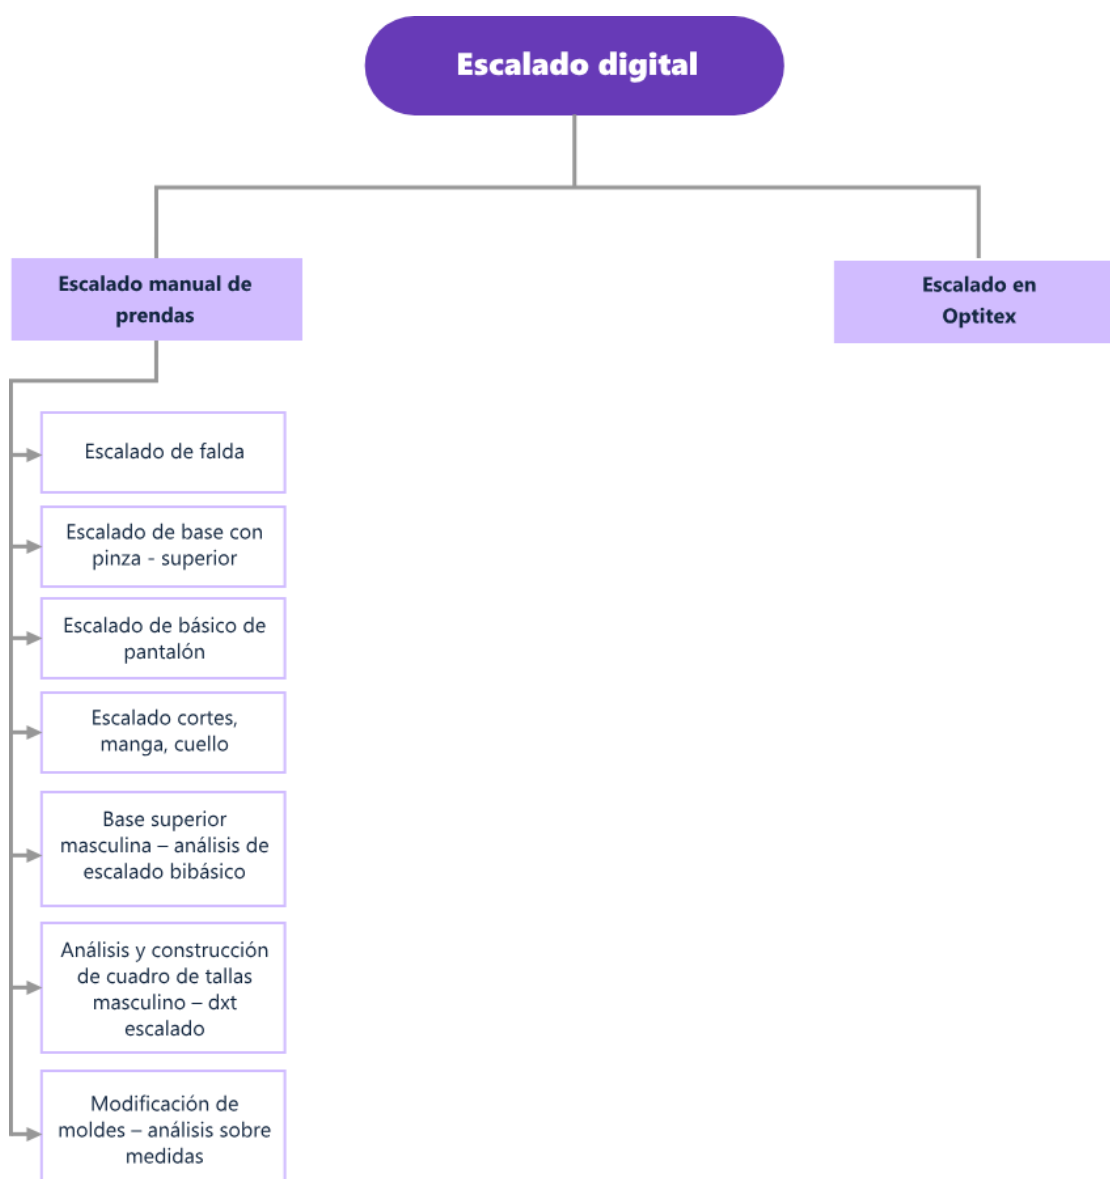 Escalado digital
Escalado manual de
prendas
Escalado en
Optitex
Escalado de falda
Escalado de base con
pinza - superior
Escalado de básico de
pantalón
Escalado cortes,
manga, cuello
Base superior
masculina – análisis de
escalado bibásico
Análisis y construcción
de cuadro de tallas
masculino – dxt
escalado
Modificación de
moldes – análisis sobre
medidas